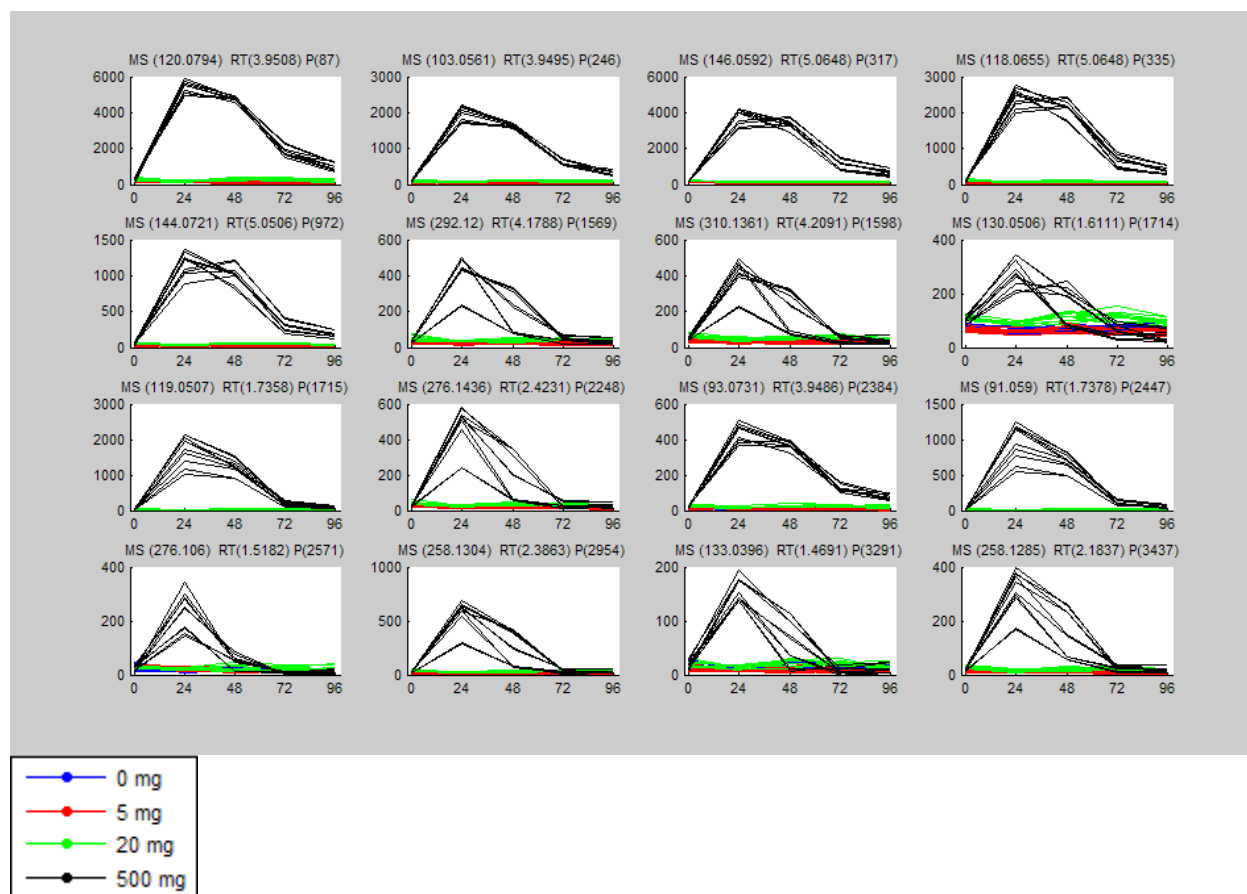 MS (120.0794) RT(3.9508) P(87)
MS (103.0561) RT(3.9495) P(246)
MS (146.0592) RT(5.0648) P(317)
MS (118.0655) RT(5.0648) P(335)
6000
4000
2000
0
0 24 48 72 96
3000
2000
1000
0
0 24 48 72 96
6000
4000
2000
0
0 24 48 72 96
3000
2000
1000
0
0 24 48 72 96
MS (144.0721) RT(5.0506) P(972)
MS (292.12) RT(4.1788) P(1569)
MS (310.1361) RT(4.2091) P(1598)
MS (130.0506) RT(1.6111) P(1714)
1500
1000
500
0
0 24 48 72 96
600
400
200
0
0 24 48 72 96
600
400
200
0
0 24 48 72 96
400
200
0
0 24 48 72 96
MS (119.0507) RT(1.7358) P(1715)
MS (276.1436) RT(2.4231) P(2248)
MS (93.0731) RT(3.9486) P(2384)
MS (91.059) RT(1.7378) P(2447)
3000
2000
1000
0
0 24 48 72 96
600
400
200
0
0 24 48 72 96
600
400
200
0
0 24 48 72 96
1500
1000
500
0
0 24 48 72 96
MS (276.106) RT(1.5182) P(2571)
MS (258.1304) RT(2.3863) P(2954)
MS (133.0396) RT(1.4691) P(3291)
MS (258.1285) RT(2.1837) P(3437)
400
200
0
0 24 48 72 96
1000
500
0
0 24 48 72 96
200
100
0
0 24 48 72 96
400
200
0
0 24 48 72 96
0 mg
5 mg
20 mg
500 mg